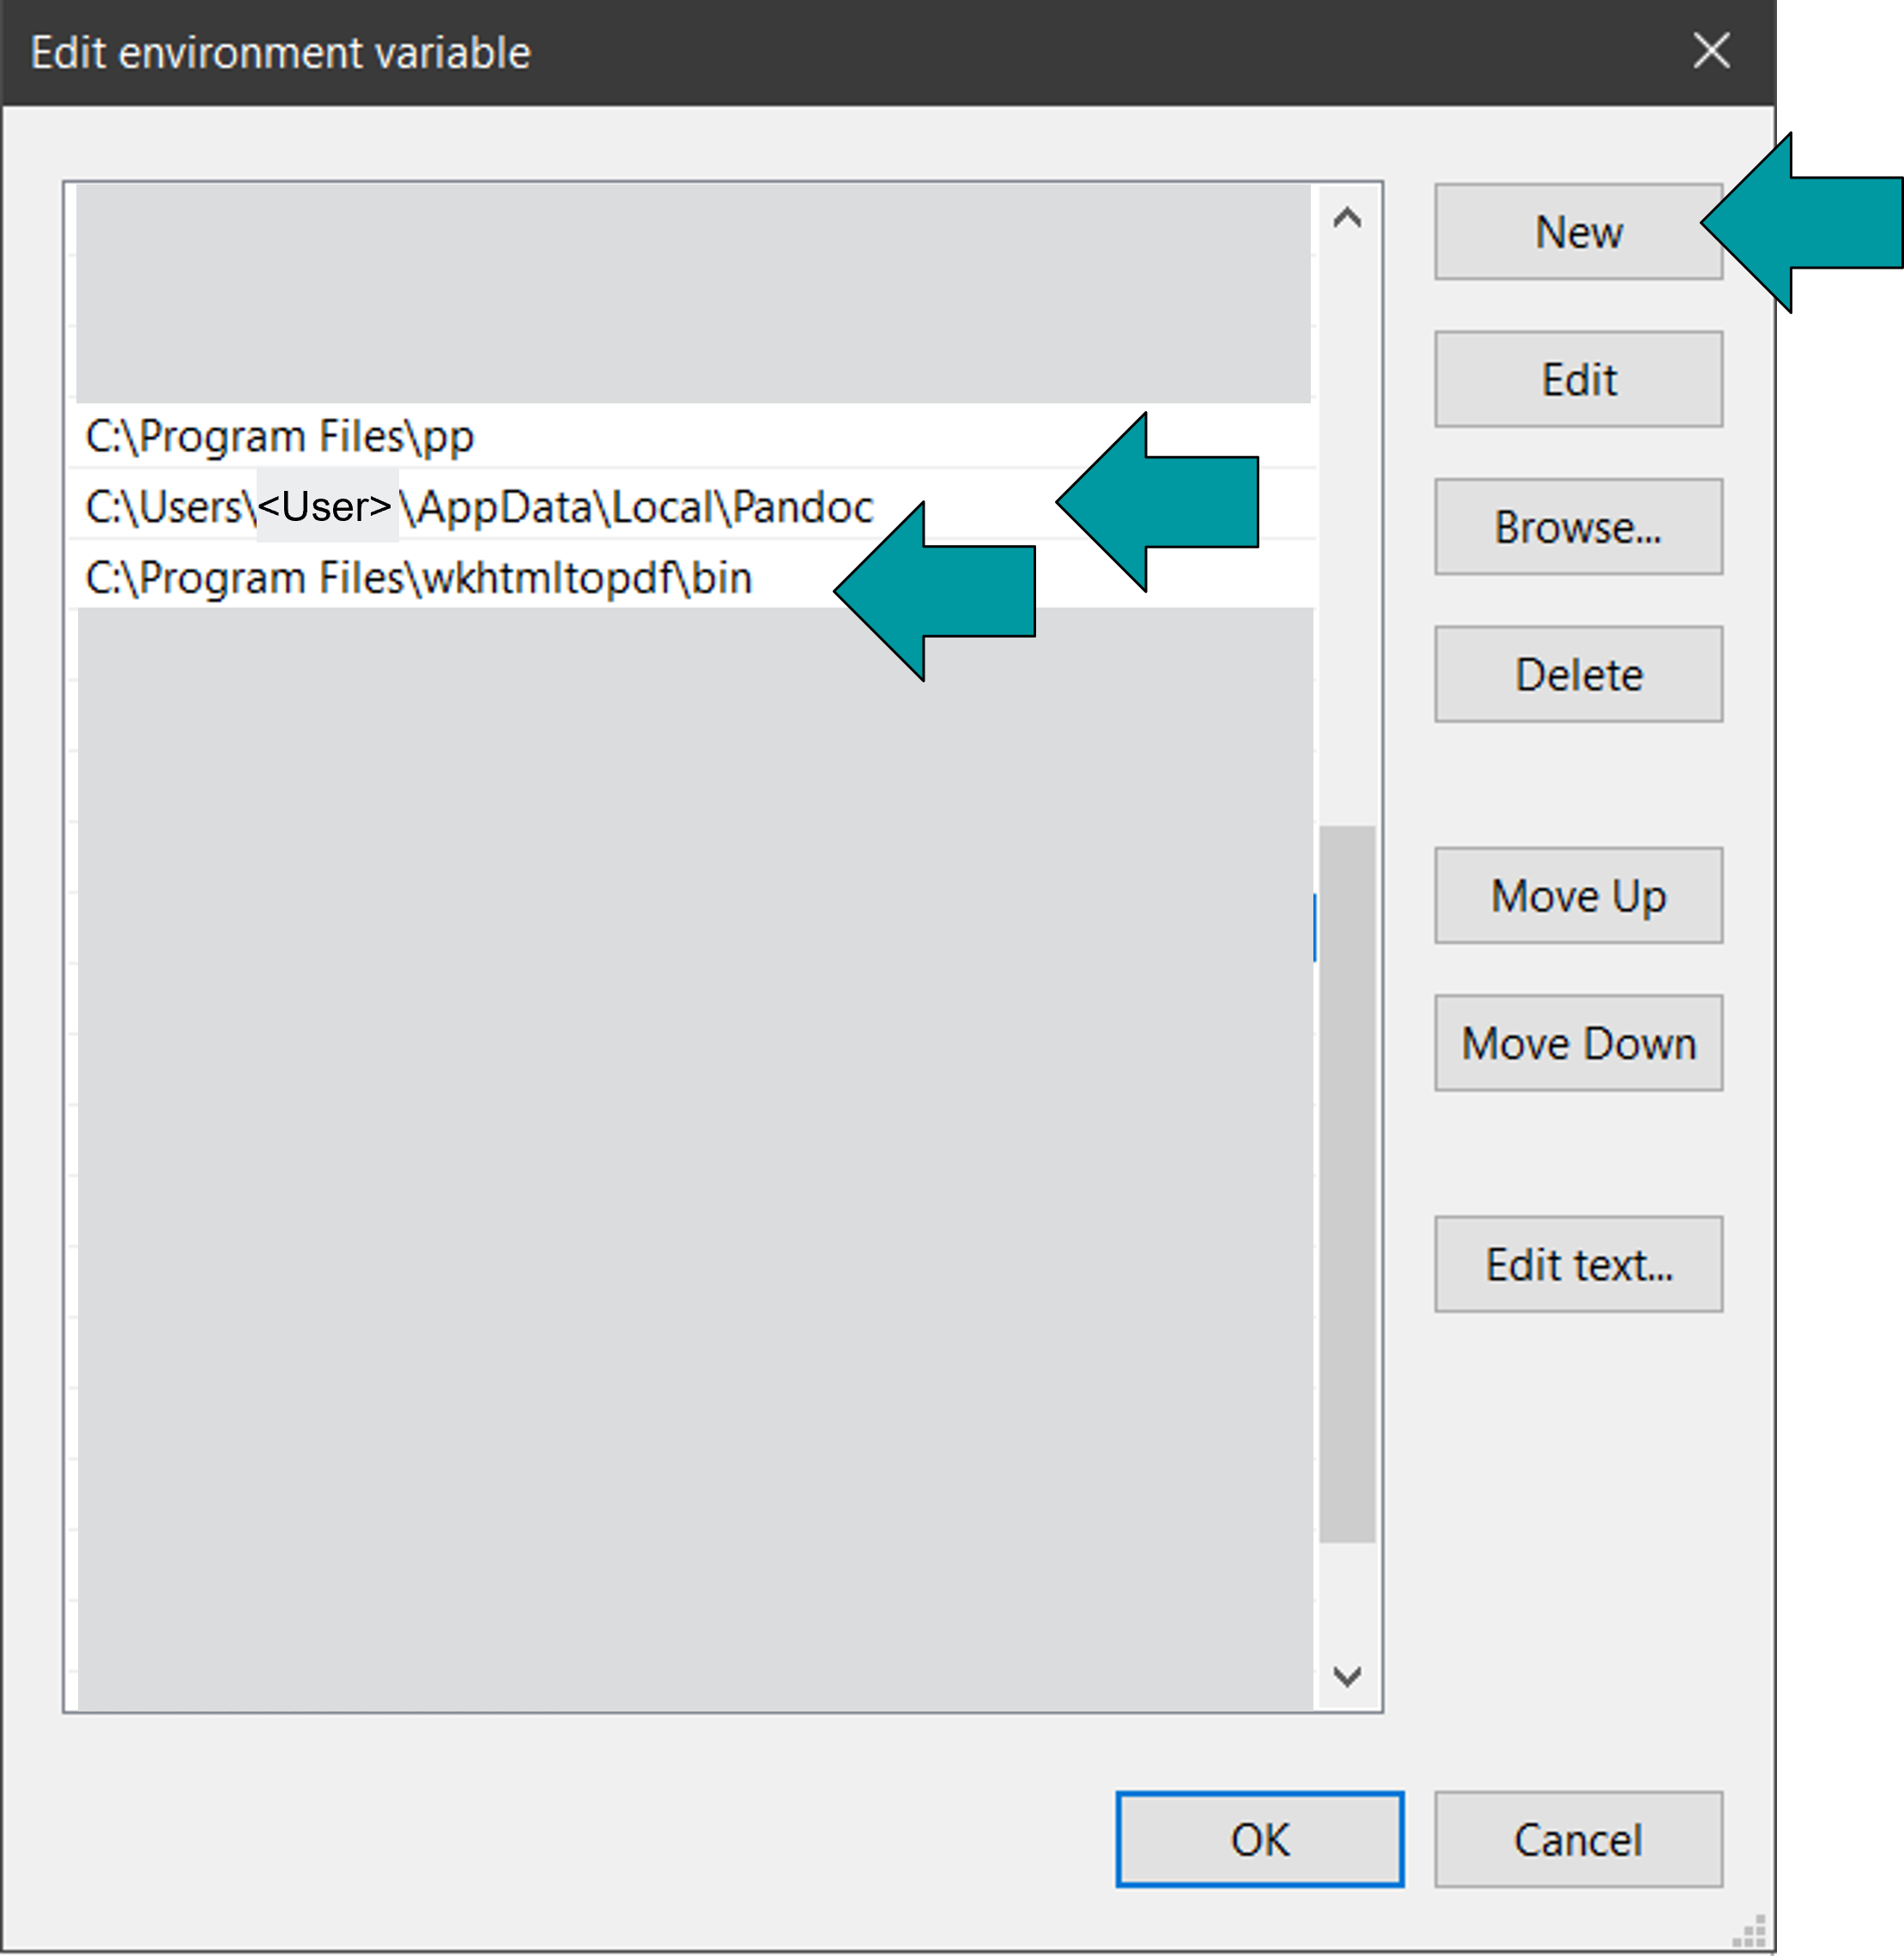 Edit environment variable
New
Edit
C:\Program Files\pp
C:\Users\<User>\AppData\Local\Pandoc
Browse...
C:\Program Files\wkhtmltopdf\bin
Delete
Move Up
Move Down
Edit text...
OK
Cancel